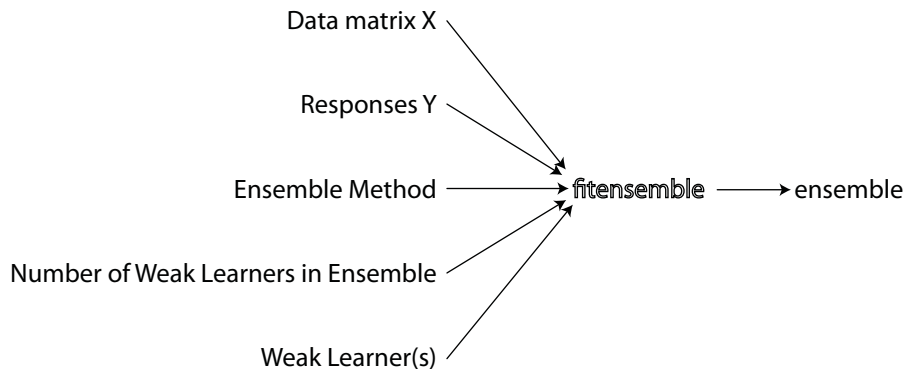 Data matrix X
Responses Y
Ensemble Method
fitensemble
ensemble
Number of Weak Learners in Ensemble
Weak Learner(s)